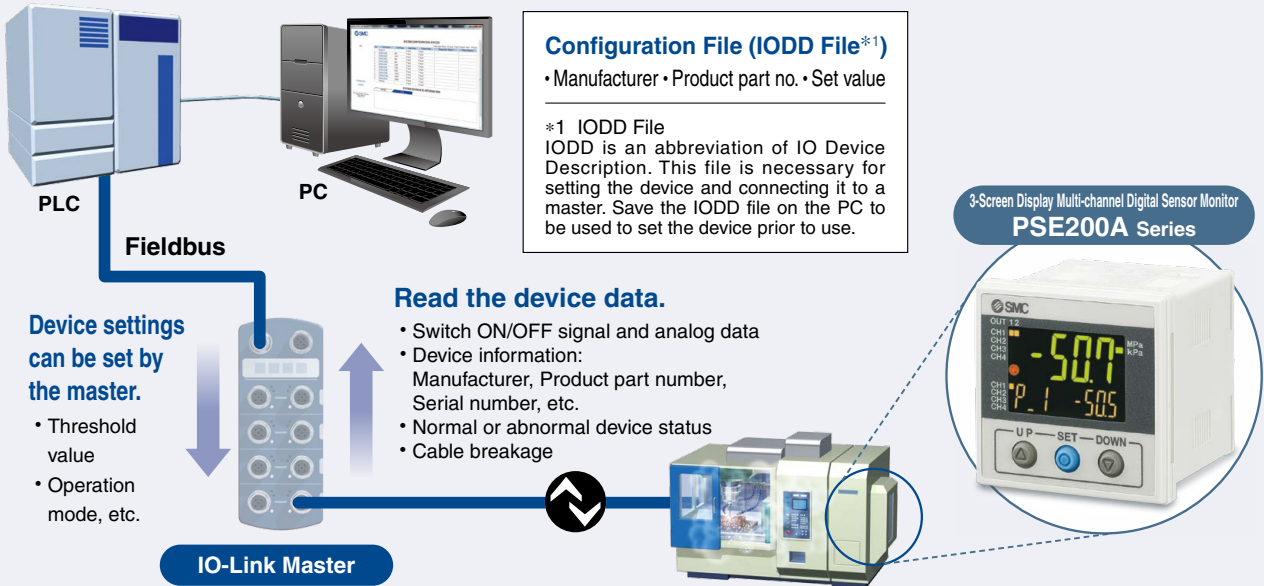 PLC
PC
Fieldbus
Configuration File (IODD File*1)
• Manufacturer • Product part no. • Set value
*1 IODD File
IODD is an abbreviation of IO Device
Description. This file is necessary for
setting the device and connecting it to a
master. Save the IODD file on the PC to
be used to set the device prior to use.
3-Screen Display Multi-channel Digital Sensor Monitor
PSE200A Series
Device settings
can be set by
the master.
• Threshold
value
• Operation
mode, etc.
Read the device data.
• Switch ON/OFF signal and analog data
• Device information:
Manufacturer, Product part number,
Serial number, etc.
• Normal or abnormal device status
• Cable breakage
IO-Link Master
SMC
SMC
OUT 1 2
CH1
CH2
CH3
CH4
-50.7
MPa
kPa
CH1
CH2
CH3
CH4
P_1 -50.5
UP SET DOWN